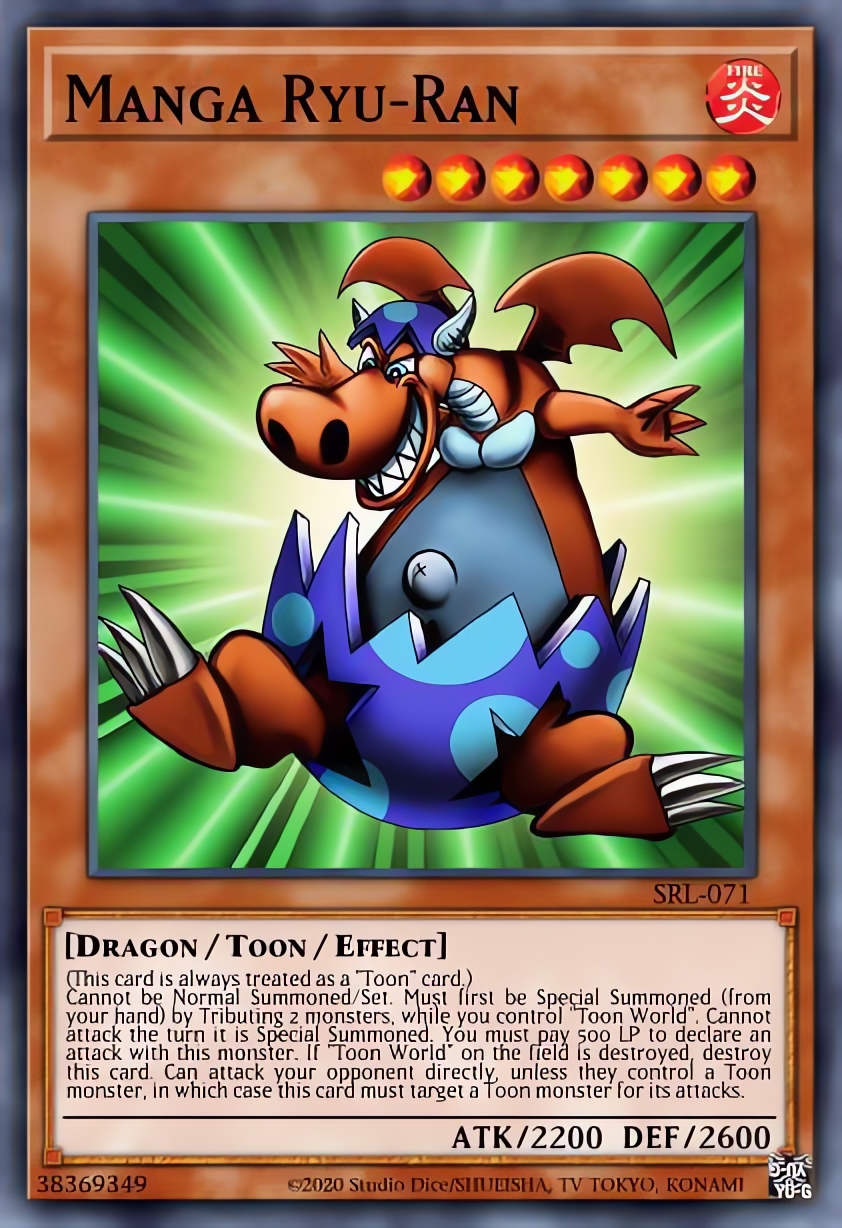 MANGA RYU-RAN
FIRE
炎
SRL-071
[DRAGON / TOON / EFFECT]
(This card is always treated as a "Toon" card.)
Cannot be Normal Summoned/Set. Must first be Special Summoned (from
your hand) by Tributing 2 monsters, while you control "Toon World". Cannot
attack the turn it is Special Summoned. You must pay 500 LP to declare an
attack with this monster. If "Toon World" on the field is destroyed, destroy
this card. Can attack your opponent directly, unless they control a Toon
monster, in which case this card must target a Toon monster for its attacks.
ATK/2200 DEF/2600
38369349
©2020 Studio Dice/SHUEISHA, TV TOKYO, KONAMI